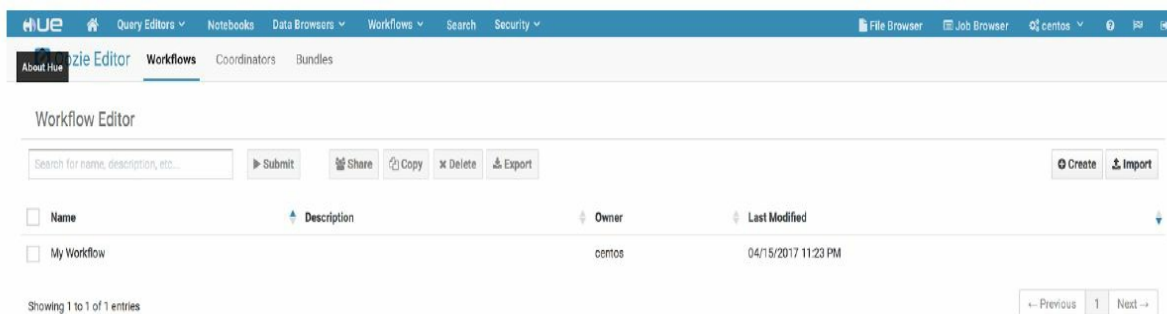 HUE Query Editors Notebooks Data Browsers Workflows Search Security File Browser Job Browser centos
About Hue Oozie Editor Workflows Coordinators Bundles
Workflow Editor
Search for name, description, etc... Submit Share Copy Delete Export Create Import
Name Description Owner Last Modified
My Workflow centos 04/15/2017 11:23 PM
Showing 1 to 1 of 1 entries ← Previous 1 Next →